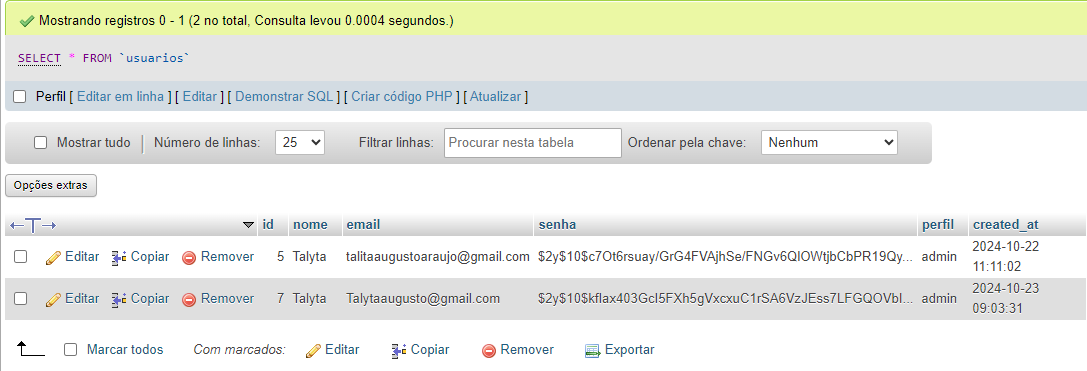 Mostrando registros 0 - 1 (2 no total, Consulta levou 0.0004 segundos.)
SELECT * FROM `usuarios`
Perfil [ Editar em linha ] [ Editar ] [ Demonstrar SQL ] [ Criar código PHP ] [ Atualizar ]
Mostrar tudo Número de linhas: 25 Filtrar linhas: Procurar nesta tabela Ordenar pela chave: Nenhum
Opções extras
id nome email senha perfil created_at
Editar Copiar Remover 5 Talyta talitaaugustoaraujo@gmail.com $2y$10$c7Ot6rsuay/GrG4FVAjhSe/FNGv6QIOWtjbCbPR19Qy... admin 2024-10-22 11:11:02
Editar Copiar Remover 7 Talyta Talytaaugusto@gmail.com $2y$10$kflax403GcI5FXh5gVxcxuC1rSA6VzJEss7LFGQOVbI... admin 2024-10-23 09:03:31
Marcar todos Com marcados: Editar Copiar Remover Exportar